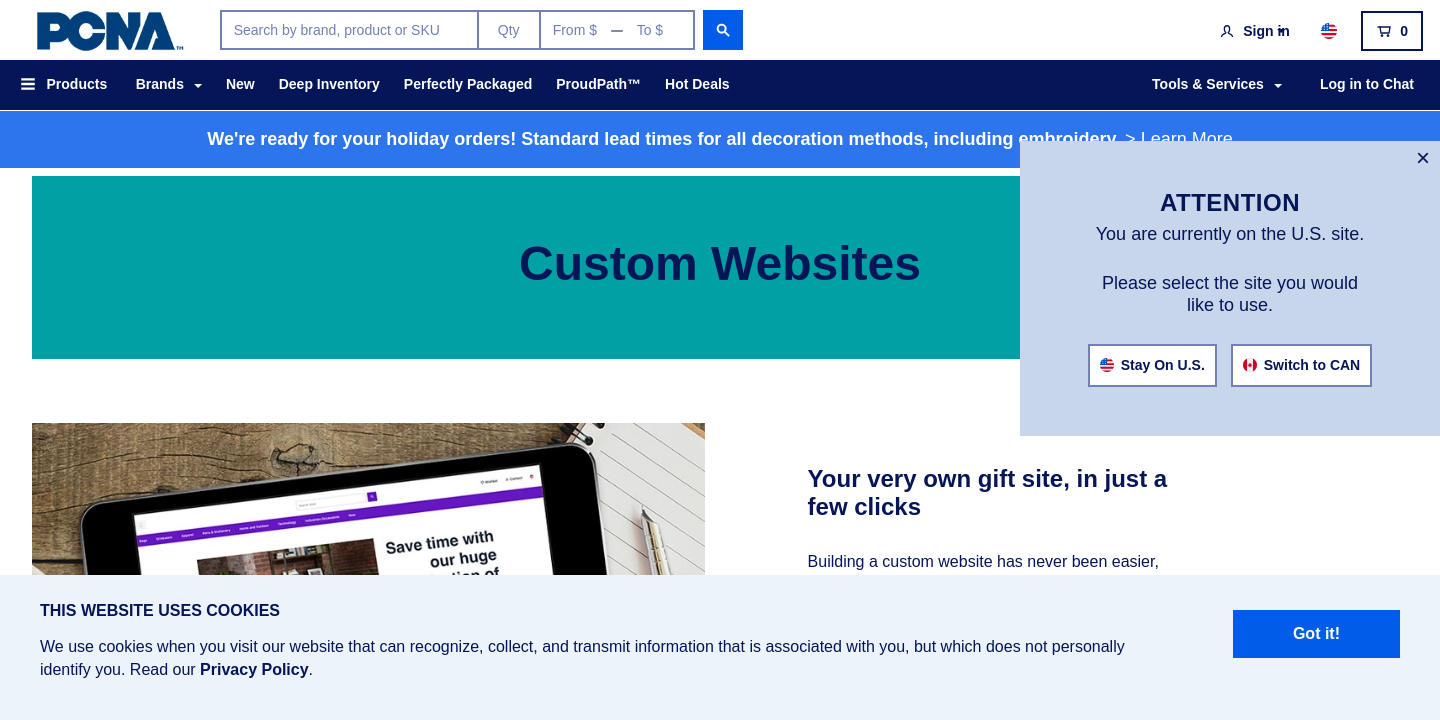 PCNA™
Search by brand, product or SKU
Qty
From $ — To $
Sign in
0
Products
Brands
New
Deep Inventory
Perfectly Packaged
ProudPath™
Hot Deals
Tools & Services
Log in to Chat
We're ready for your holiday orders! Standard lead times for all decoration methods, including embroidery. > Learn More
×
ATTENTION
You are currently on the U.S. site.
Please select the site you would
like to use.
Stay On U.S.
Switch to CAN
Custom Websites
Save time with
our huge
Your very own gift site, in just a
few clicks
Building a custom website has never been easier,
THIS WEBSITE USES COOKIES
We use cookies when you visit our website that can recognize, collect, and transmit information that is associated with you, but which does not personally
identify you. Read our Privacy Policy.
Got it!